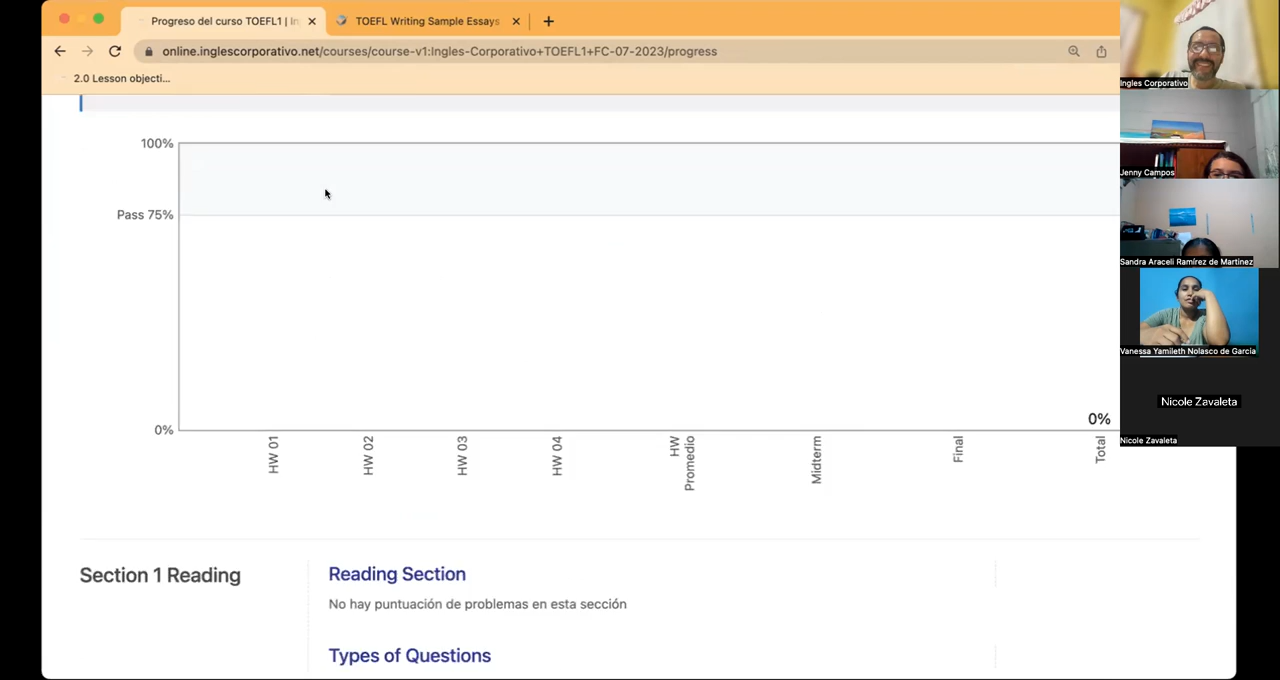 Progreso del curso TOEFL1 | In
TOEFL Writing Sample Essays
online.inglescorporativo.net/courses/course-v1:Ingles-Corporativo+TOEFL1+FC-07-2023/progress
2.0 Lesson objecti...
100%
Pass 75%
0%
0%
HW 01
HW 02
HW 03
HW 04
HW Promedio
Midterm
Final
Total
Section 1 Reading
Reading Section
No hay puntuación de problemas en esta sección
Types of Questions
Ingles Corporativo
Jenny Campos
Sandra Araceli Ramírez de Martínez
Vanessa Yamileth Nolasco de Garcia
Nicole Zavaleta
Nicole Zavaleta